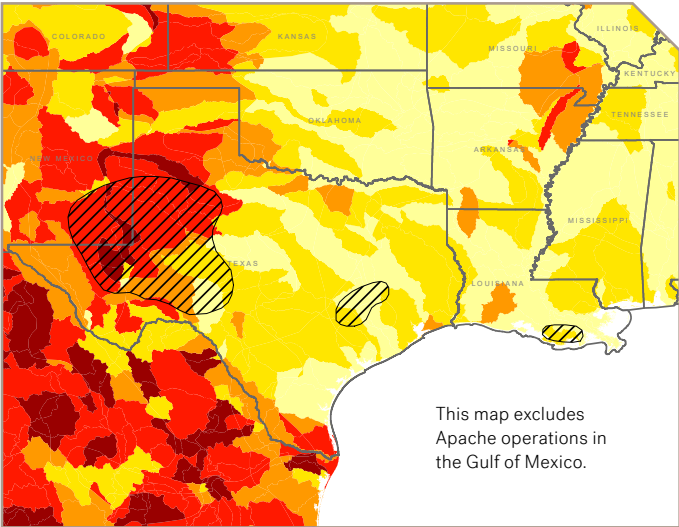 COLORADO
KANSAS
ILLINOIS
MISSOURI
KENTUCKY
OKLAHOMA
TENNESSEE
NEW MEXICO
ARKANSAS
MISSISSIPPI
TEXAS
LOUISIANA
This map excludes
Apache operations in
the Gulf of Mexico.